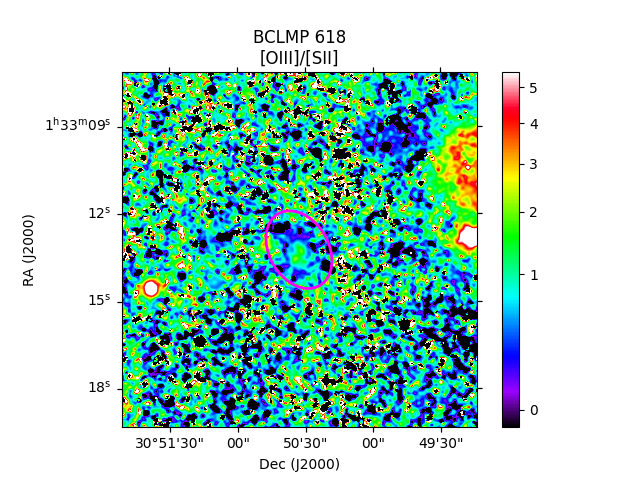 BCLMP 618
[OIII]/[SII]
RA (J2000)
1ʰ33ᵐ09ˢ
12ˢ
15ˢ
18ˢ
30°51'30" 00" 50'30" 00" 49'30"
Dec (J2000)
5
4
3
2
1
0